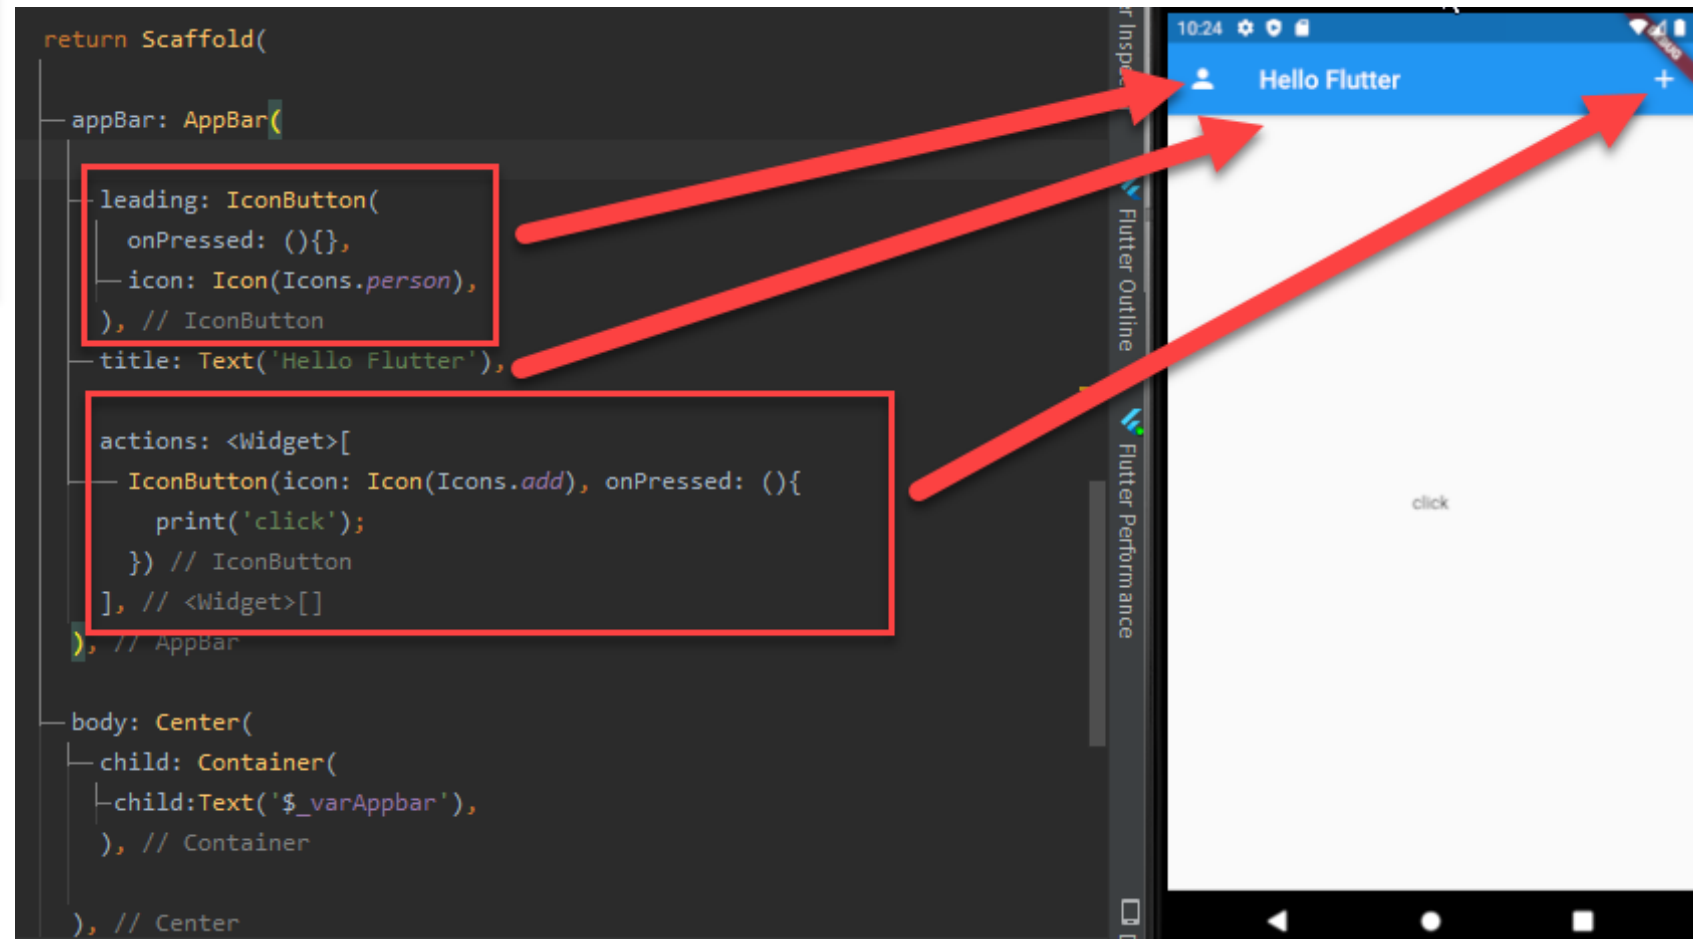 return Scaffold(
appBar: AppBar(
leading: IconButton(
onPressed: (){},
icon: Icon(Icons.person),
), // IconButton
title: Text('Hello Flutter'),
actions: <Widget>[
IconButton(icon: Icon(Icons.add), onPressed: (){
print('click');
}) // IconButton
], // <Widget>[]
), // AppBar
body: Center(
child: Container(
child:Text('$_varAppbar'),
), // Container
), // Center
Flutter Outline
Flutter Performance
10:24
Hello Flutter
click